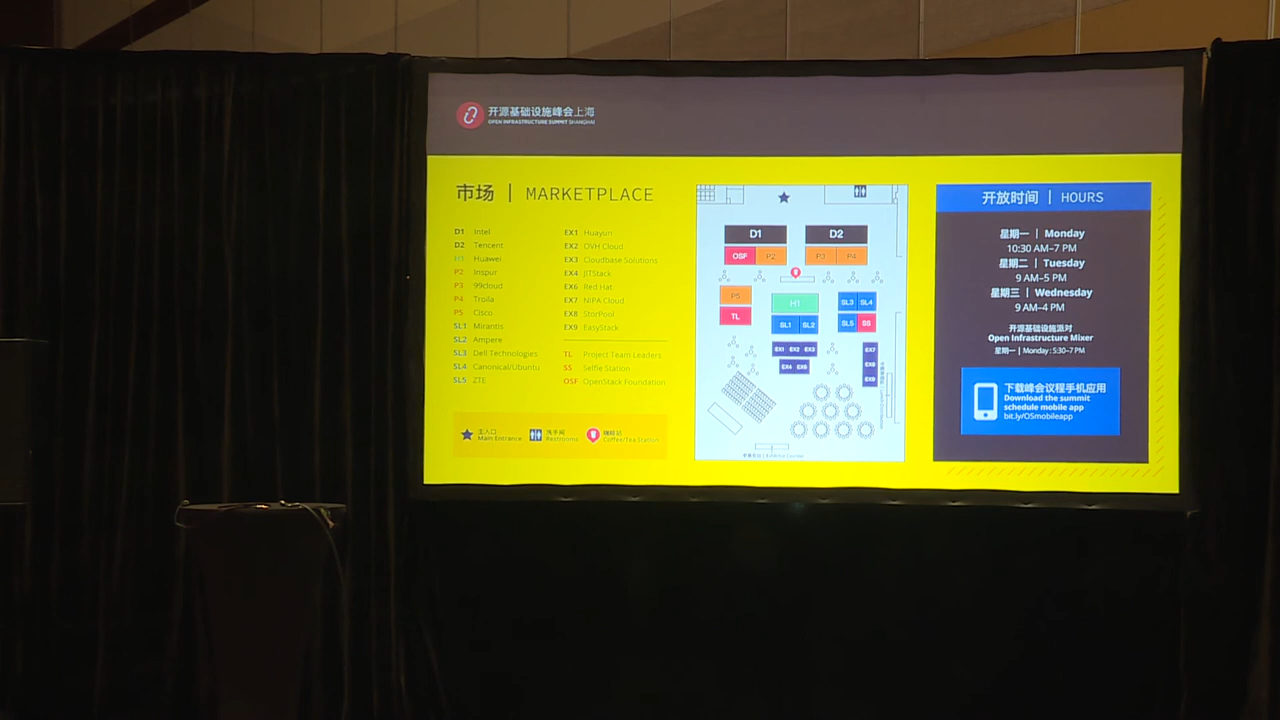 开源基础设施峰会上海
OPEN INFRASTRUCTURE SUMMIT SHANGHAI
市场 | MARKETPLACE
D1 Intel
D2 Tencent
H1 Huawei
P2 Inspur
P3 99cloud
P4 Troila
P5 Cisco
SL1 Mirantis
SL2 Ampere
SL3 Dell Technologies
SL4 Canonical/Ubuntu
SL5 ZTE
EX1 Huayun
EX2 OVH Cloud
EX3 Cloudbase Solutions
EX4 JITStack
EX6 Red Hat
EX7 NIPA Cloud
EX8 StorPool
EX9 EasyStack
TL Project Team Leaders
SS Selfie Station
OSF OpenStack Foundation
主入口
Main Entrance
洗手间
Restrooms
咖啡站
Coffee/Tea Station
D1 D2
OSF P2 P3 P4
P5 H1 SL3 SL4
TL SL1 SL2 SL5 SS
EX1 EX2 EX3 EX7
EX4 EX6 EX8
EX9
开放时间 | HOURS
星期一 | Monday
10:30 AM–7 PM
星期二 | Tuesday
9 AM–5 PM
星期三 | Wednesday
9 AM–4 PM
开源基础设施派对
Open Infrastructure Mixer
星期一 | Monday: 5:30–7 PM
下载峰会议程手机应用
Download the summit
schedule mobile app
bit.ly/OSmobileapp